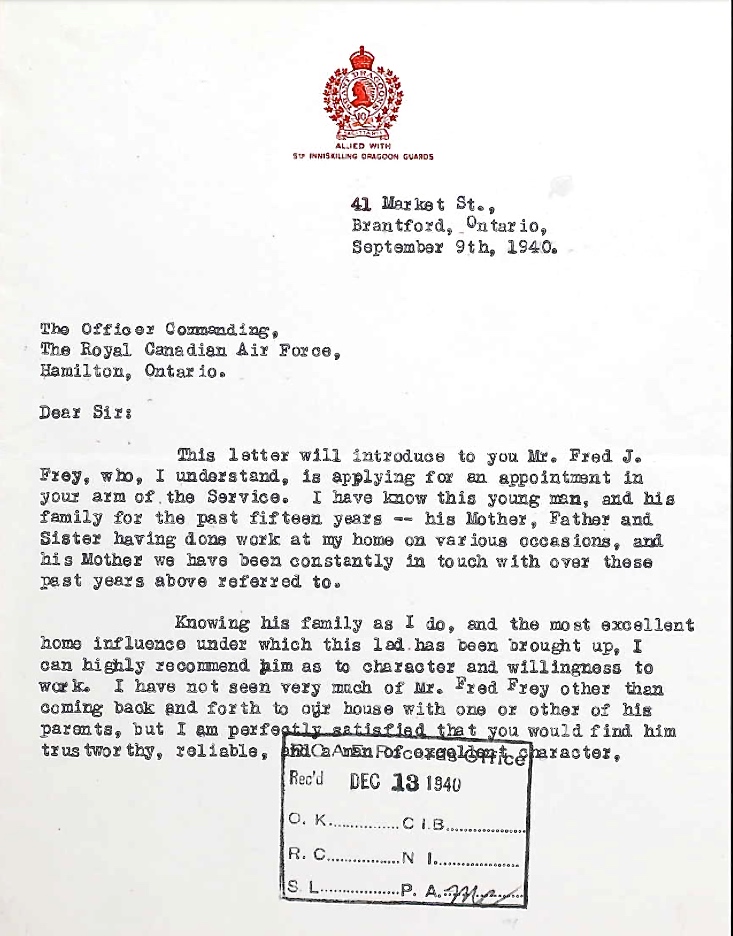 BRANT DRAGOONS
10
ALLIED WITH
5TH INNISKILLING DRAGOON GUARDS
41 Market St.,
Brantford, Ontario,
September 9th, 1940.
The Officer Commanding,
The Royal Canadian Air Force,
Hamilton, Ontario.
Dear Sir:
This letter will introduce to you Mr. Fred J.
Frey, who, I understand, is applying for an appointment in
your arm of the Service. I have know this young man, and his
family for the past fifteen years -- his Mother, Father and
Sister having done work at my home on various occasions, and
his Mother we have been constantly in touch with over these
past years above referred to.
Knowing his family as I do, and the most excellent
home influence under which this lad has been brought up, I
can highly recommend him as to character and willingness to
work. I have not seen very much of Mr. Fred Frey other than
coming back and forth to our house with one or other of his
parents, but I am perfectly satisfied that you would find him
trustworthy, reliable, and a man of excellent character,
R.C.A.F. Records Office
Rec'd DEC 13 1940
O. K...............C I.B.................
R. C...............N I.................
S L.................P. A.................